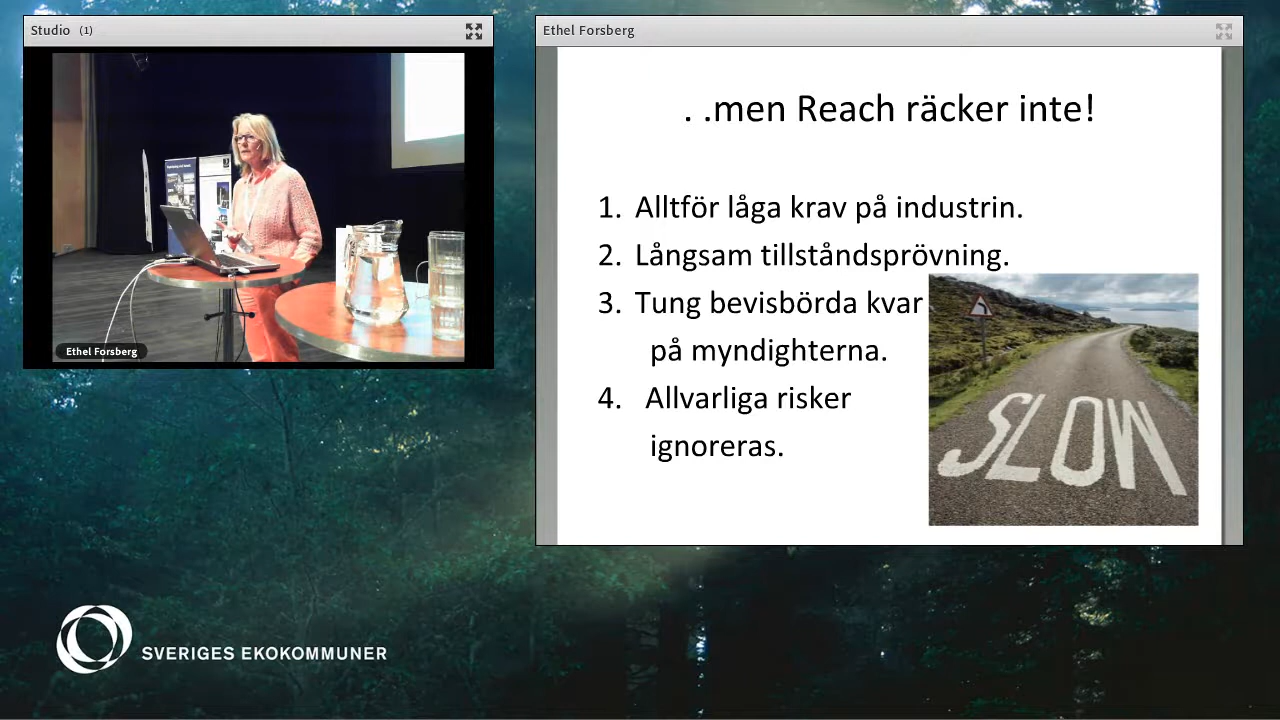 Studio (1)
Ethel Forsberg
Ethel Forsberg
. .men Reach räcker inte!
1. Alltför låga krav på industrin.
2. Långsam tillståndsprövning.
3. Tung bevisbörda kvar
på myndighterna.
4. Allvarliga risker
ignoreras.
SLOW
SVERIGES EKOKOMMUNER